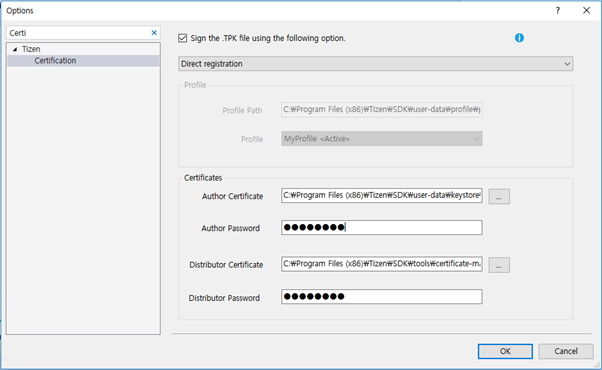 Options
?
Certi
Tizen
Certification
Sign the .TPK file using the following option.
Direct registration
Profile
Profile Path
C:₩Program Files (x86)₩Tizen₩SDK₩user-data₩profile₩p
Profile
MyProfile <Active>
Certificates
Author Certificate
C:₩Program Files (x86)₩Tizen₩SDK₩user-data₩keystore₩
...
Author Password
●●●●●●●●
Distributor Certificate
C:₩Program Files (x86)₩Tizen₩SDK₩tools₩certificate-m
...
Distributor Password
●●●●●●●●
OK
Cancel